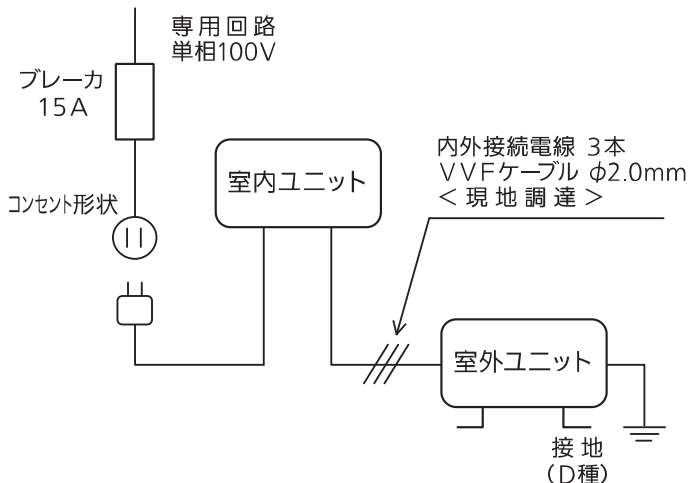 専用回路
単相100V
ブレーカ
15A
コンセント形状
室内ユニット
内外接続電線 3本
VVFケーブル φ2.0mm
<現地調達>
室外ユニット
接地
(D種)